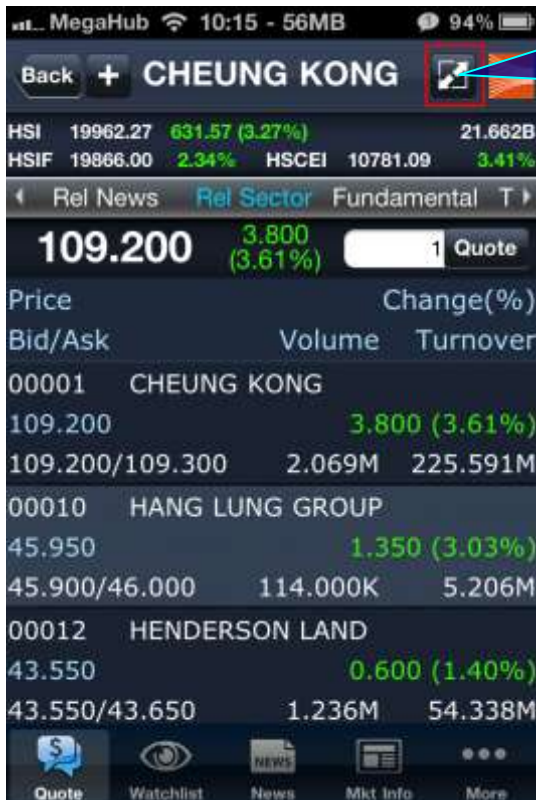 MegaHub 10:15 - 56MB 94%
Back + CHEUNG KONG
HSI 19962.27 631.57 (3.27%) 21.662B
HSIF 19866.00 2.34% HSCEI 10781.09 3.41%
Rel News Rel Sector Fundamental T
109.200 3.800 (3.61%) 1 Quote
Price Change(%)
Bid/Ask Volume Turnover
00001 CHEUNG KONG
109.200 3.800 (3.61%)
109.200/109.300 2.069M 225.591M
00010 HANG LUNG GROUP
45.950 1.350 (3.03%)
45.900/46.000 114.000K 5.206M
00012 HENDERSON LAND
43.550 0.600 (1.40%)
43.550/43.650 1.236M 54.338M
NEWS
Quote Watchlist News Mkt Info More